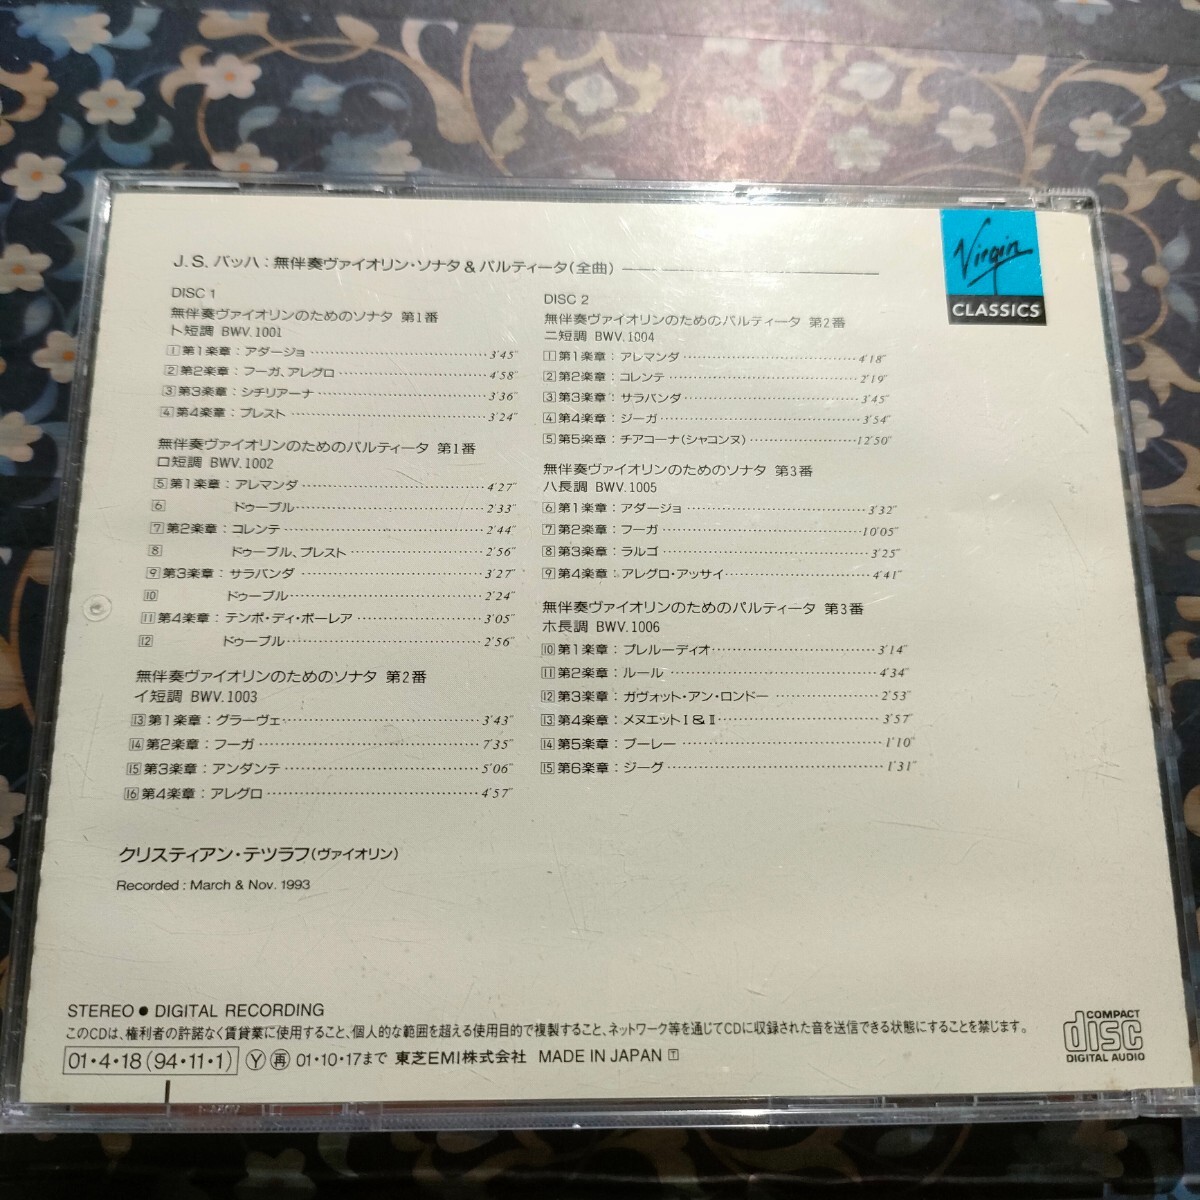 J.S.バッハ：無伴奏ヴァイオリン・ソナタ＆パルティータ(全曲)
Virgin
CLASSICS
DISC 1
無伴奏ヴァイオリンのためのソナタ 第1番
ト短調 BWV.1001
1 第1楽章：アダージョ 3'45"
2 第2楽章：フーガ、アレグロ 4'58"
3 第3楽章：シチリアーナ 3'36"
4 第4楽章：プレスト 3'24"
無伴奏ヴァイオリンのためのパルティータ 第1番
ロ短調 BWV.1002
5 第1楽章：アレマンダ 4'27"
6 ドゥーブル 2'33"
7 第2楽章：コレンテ 2'44"
8 ドゥーブル、プレスト 2'56"
9 第3楽章：サラバンダ 3'27"
10 ドゥーブル 2'24"
11 第4楽章：テンポ・ディ・ボーレア 3'05"
12 ドゥーブル 2'56"
無伴奏ヴァイオリンのためのソナタ 第2番
イ短調 BWV.1003
13 第1楽章：グラーヴェ 3'43"
14 第2楽章：フーガ 7'35"
15 第3楽章：アンダンテ 5'06"
16 第4楽章：アレグロ 4'57"
DISC 2
無伴奏ヴァイオリンのためのパルティータ 第2番
ニ短調 BWV.1004
1 第1楽章：アレマンダ 4'18"
2 第2楽章：コレンテ 2'19"
3 第3楽章：サラバンダ 3'45"
4 第4楽章：ジーガ 3'54"
5 第5楽章：チアコーナ(シャコンヌ) 12'50"
無伴奏ヴァイオリンのためのソナタ 第3番
ハ長調 BWV.1005
6 第1楽章：アダージョ 3'32"
7 第2楽章：フーガ 10'05"
8 第3楽章：ラルゴ 3'25"
9 第4楽章：アレグロ・アッサイ 4'41"
無伴奏ヴァイオリンのためのパルティータ 第3番
ホ長調 BWV.1006
10 第1楽章：プレルーディオ 3'14"
11 第2楽章：ルール 4'34"
12 第3楽章：ガヴォット・アン・ロンドー 2'53"
13 第4楽章：メヌエットⅠ＆Ⅱ 3'57"
14 第5楽章：ブーレー 1'10"
15 第6楽章：ジーグ 1'31"
クリスティアン・テツラフ(ヴァイオリン)
Recorded : March & Nov. 1993
STEREO ● DIGITAL RECORDING
このCDは、権利者の許諾なく賃貸業に使用すること、個人的な範囲を超える使用目的で複製すること、ネットワーク等を通じてCDに収録された音を送信できる状態にすることを禁じます。
01・4・18(94・11・1) Ⓨ 再 01・10・17まで 東芝EMI株式会社 MADE IN JAPAN T
COMPACT
disc
DIGITAL AUDIO